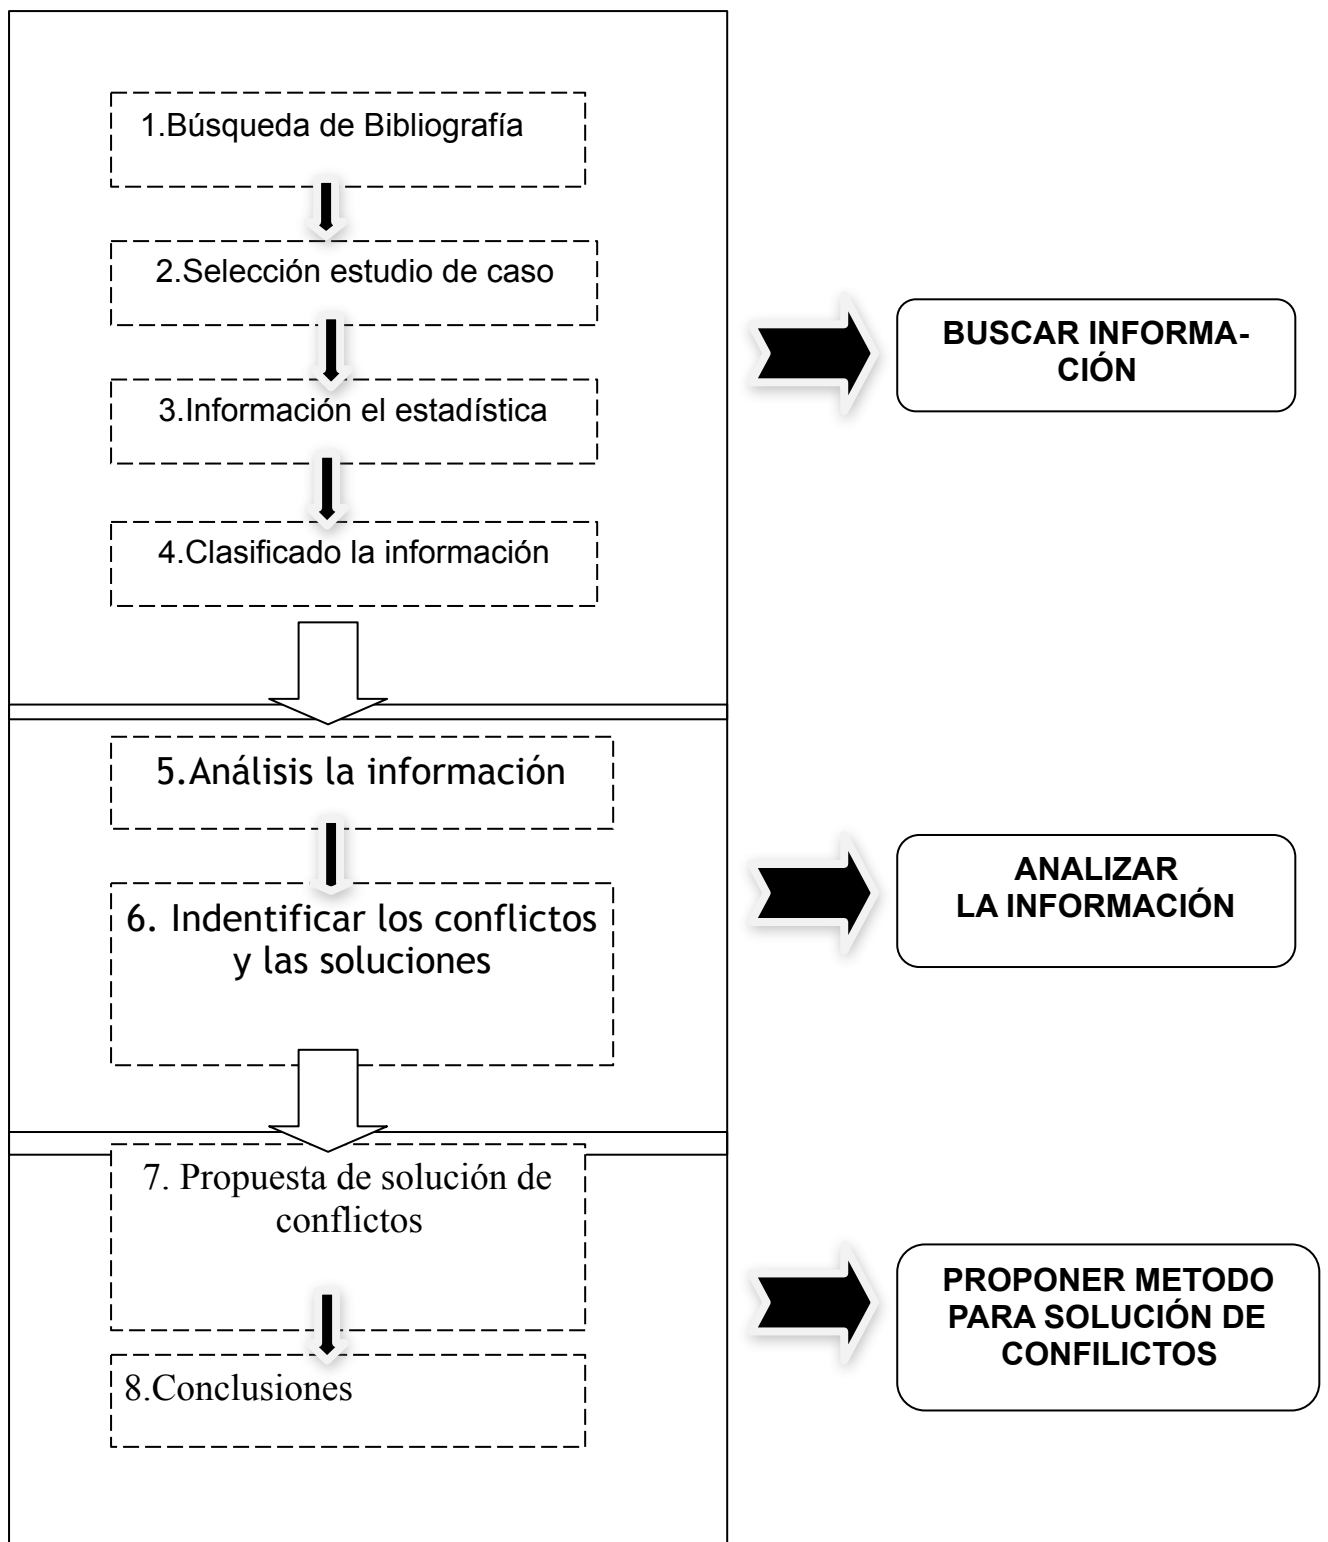 1.Búsqueda de Bibliografía
2.Selección estudio de caso
3.Información el estadística
4.Clasificado la información
BUSCAR INFORMA-
CIÓN
5.Análisis la información
6. Indentificar los conflictos
y las soluciones
ANALIZAR
LA INFORMACIÓN
7. Propuesta de solución de
conflictos
8.Conclusiones
PROPONER METODO
PARA SOLUCIÓN DE
CONFILICTOS